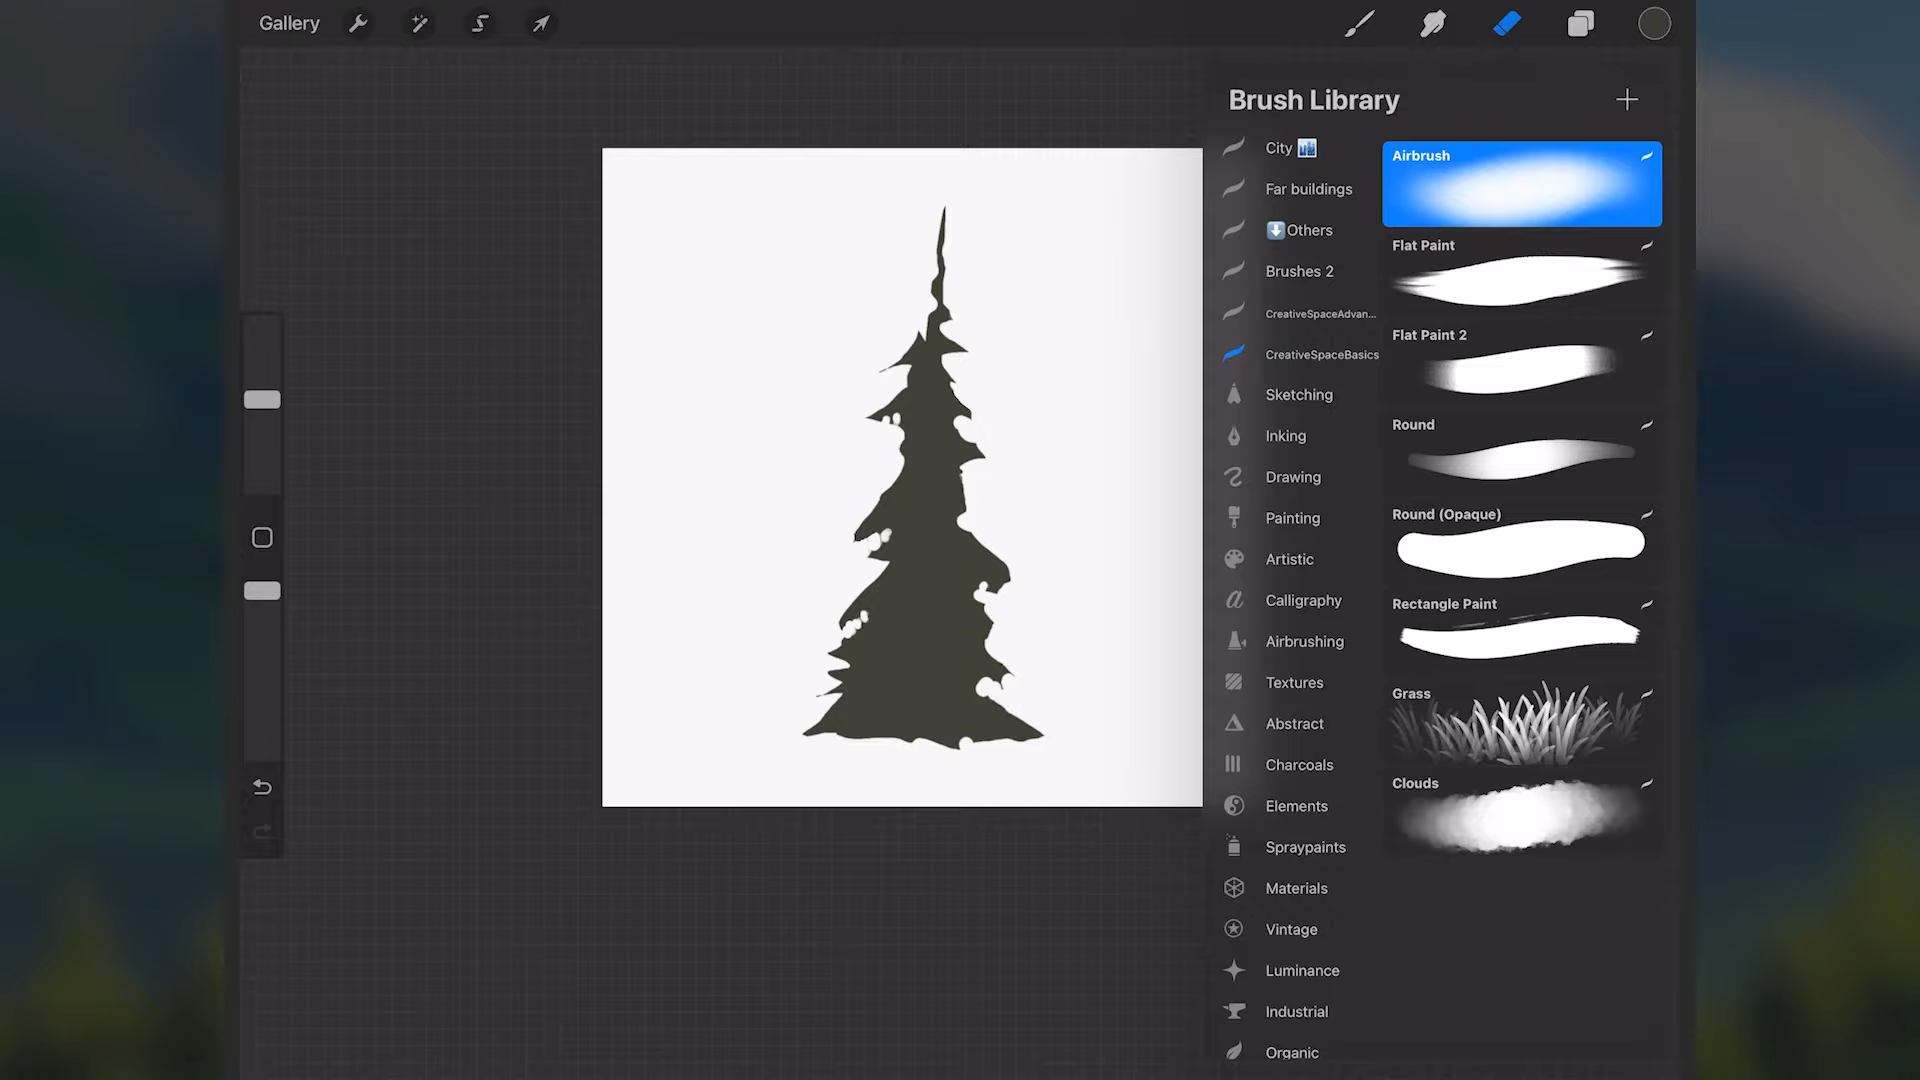 Gallery
Brush Library
City
Far buildings
Others
Brushes 2
CreativeSpaceAdvan...
CreativeSpaceBasics
Sketching
Inking
Drawing
Painting
Artistic
Calligraphy
Airbrushing
Textures
Abstract
Charcoals
Elements
Spraypaints
Materials
Vintage
Luminance
Industrial
Organic
Airbrush
Flat Paint
Flat Paint 2
Round
Round (Opaque)
Rectangle Paint
Grass
Clouds